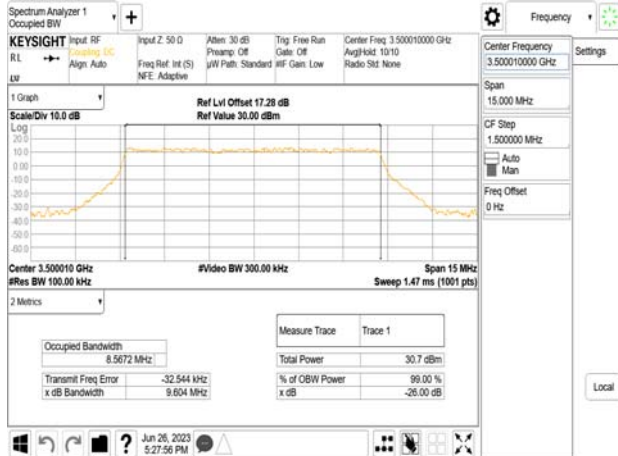 Spectrum Analyzer 1
Occupied BW
+
Frequency
KEYSIGHT
RL
Input: RF
Coupling: DC
Align: Auto
Input Z: 50 Ω
Freq Ref: Int (S)
NFE: Adaptive
Atten: 30 dB
Preamp: Off
µW Path: Standard
Trig: Free Run
Gate: Off
#IF Gain: Low
Center Freq: 3.500010000 GHz
Avg|Hold: 10/10
Radio Std: None
1 Graph
Scale/Div 10.0 dB
Ref Lvl Offset 17.28 dB
Ref Value 30.00 dBm
Log
20.0
10.0
0.00
-10.0
-20.0
-30.0
-40.0
-50.0
-60.0
Center 3.500010 GHz
#Res BW 100.00 kHz
#Video BW 300.00 kHz
Span 15 MHz
Sweep 1.47 ms (1001 pts)
2 Metrics
Measure Trace Trace 1
Occupied Bandwidth
8.5672 MHz
Total Power 30.7 dBm
Transmit Freq Error -32.544 kHz
% of OBW Power 99.00 %
x dB Bandwidth 9.604 MHz
x dB -26.00 dB
Center Frequency
3.500010000 GHz
Settings
Span
15.000 MHz
CF Step
1.500000 MHz
Auto
Man
Freq Offset
0 Hz
Local
?
Jun 26, 2023
5:27:56 PM